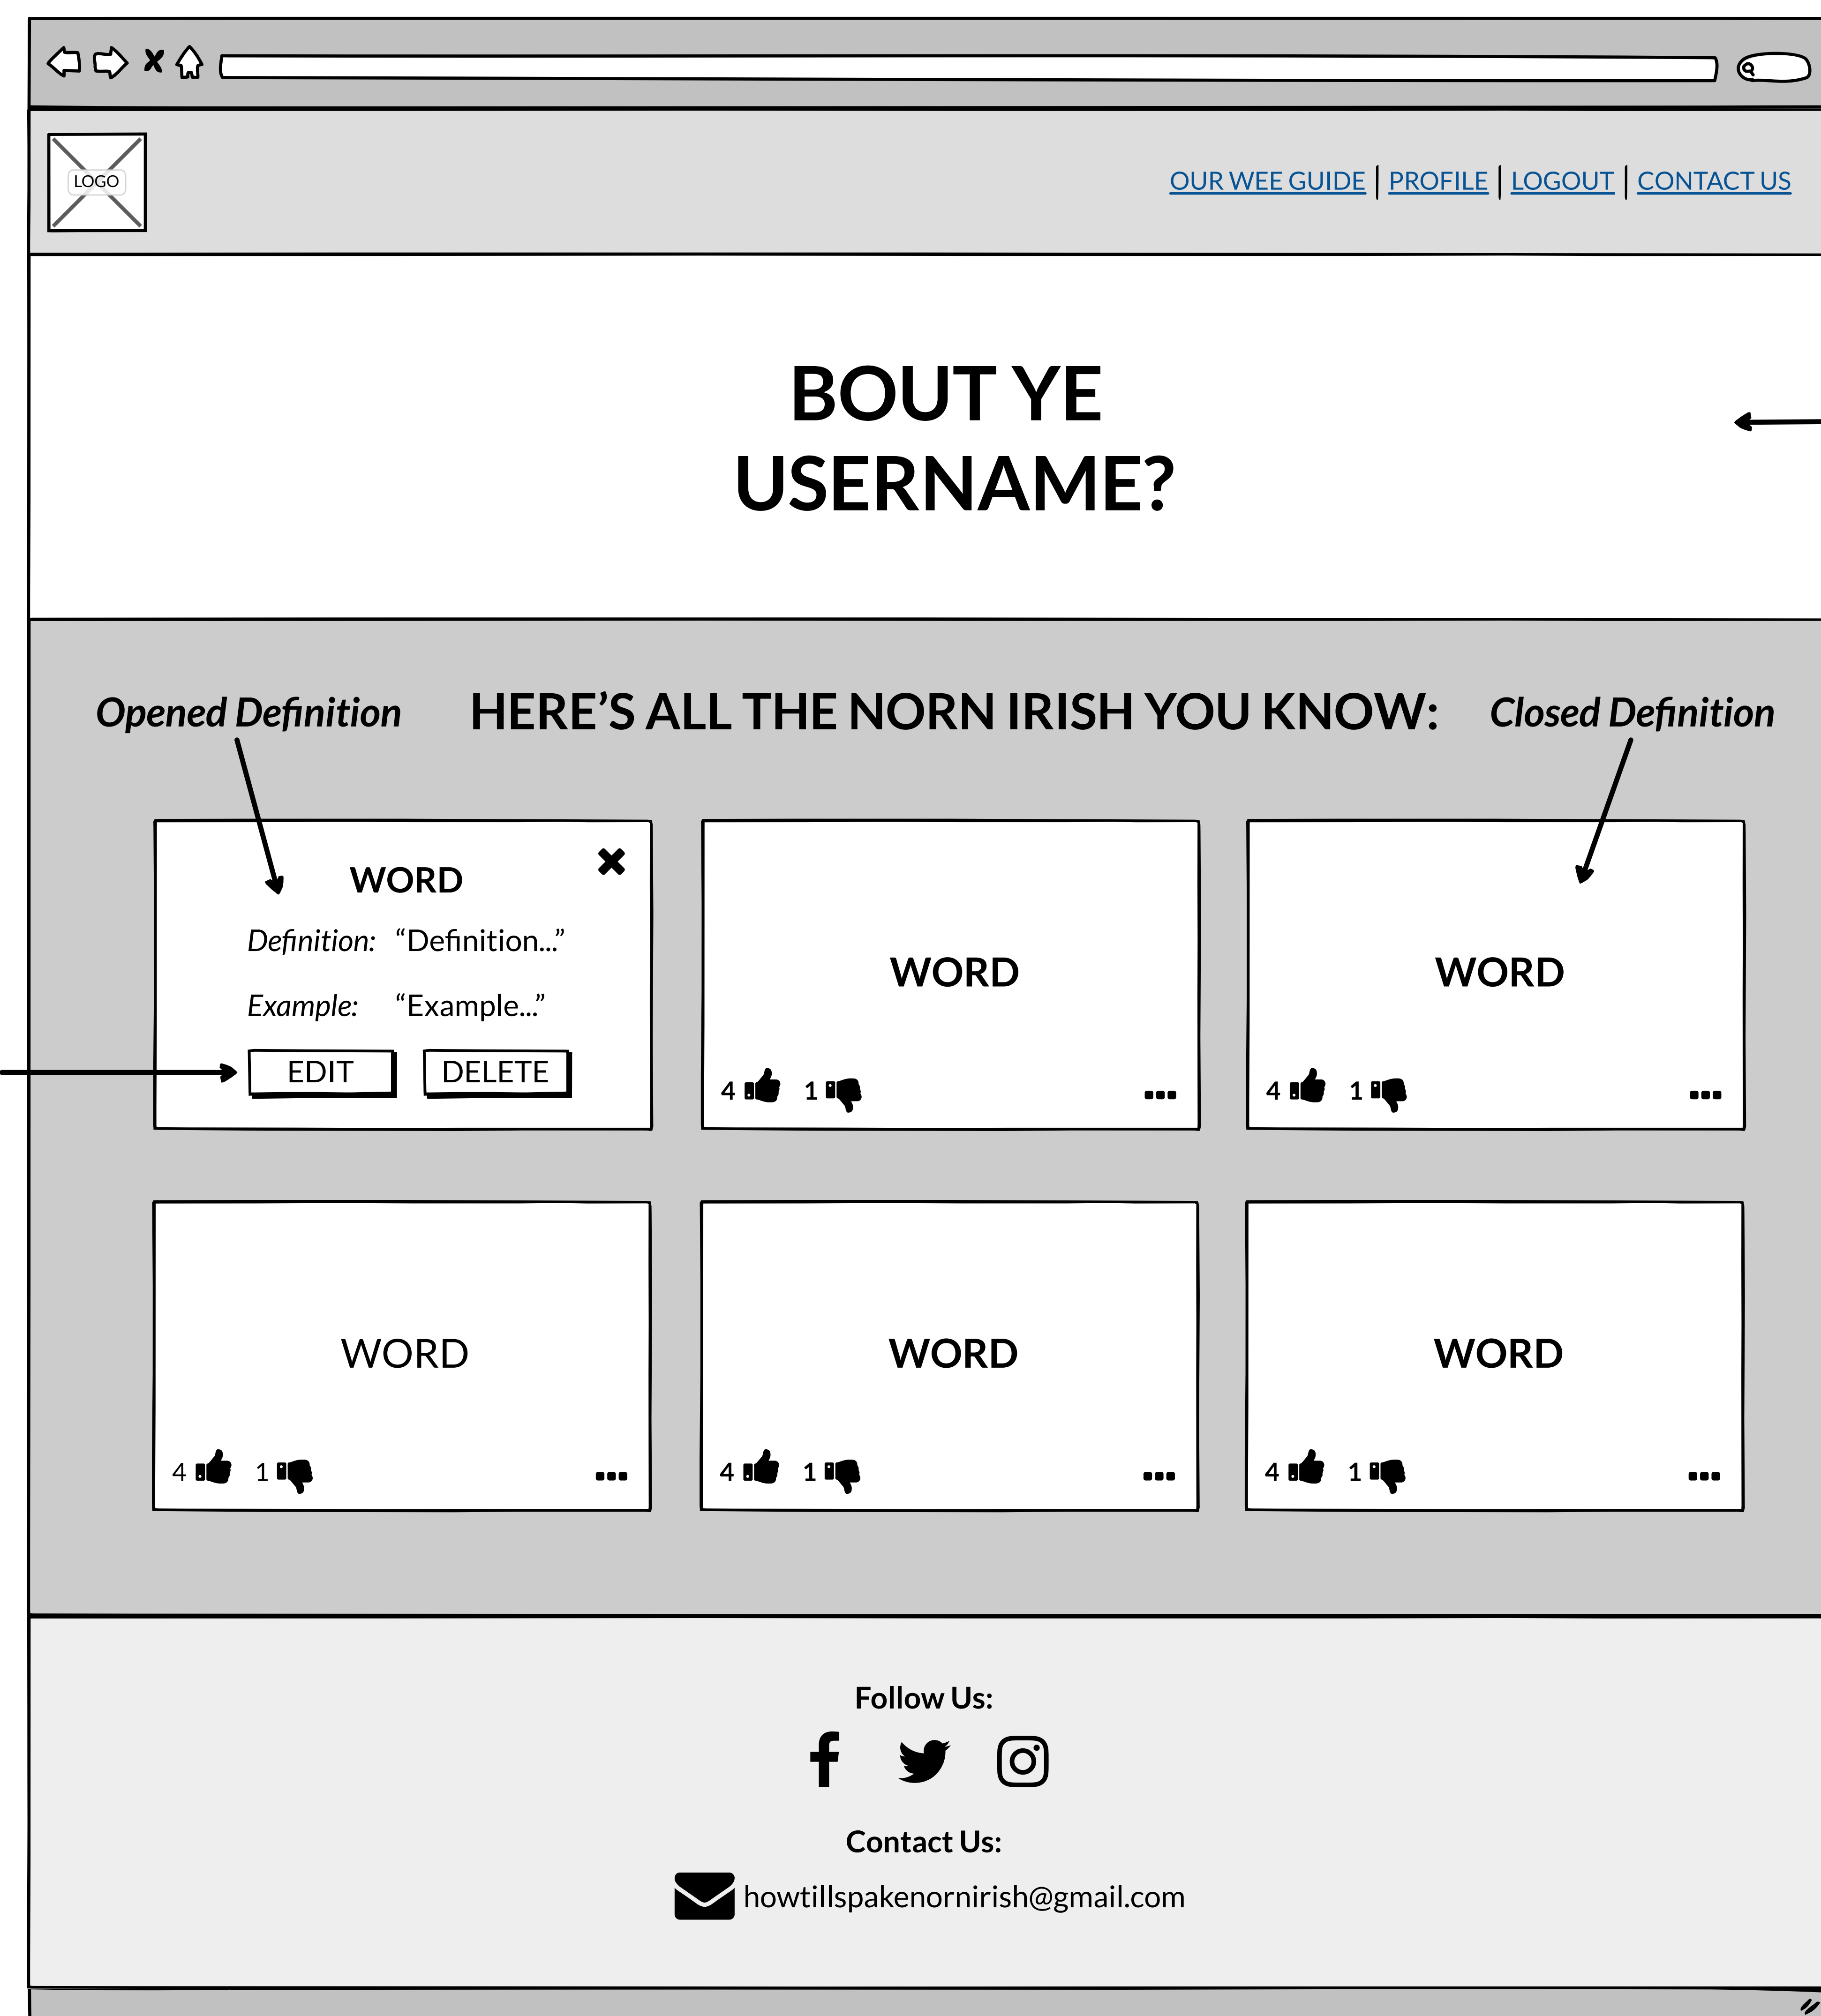 LOGO
OUR WEE GUIDE | PROFILE | LOGOUT | CONTACT US
BOUT YE
USERNAME?
Opened Definition
HERE’S ALL THE NORN IRISH YOU KNOW:
Closed Definition
WORD
Definition: “Definition...”
Example: “Example...”
EDIT DELETE
WORD
4 1
WORD
4 1
WORD
4 1
WORD
4 1
WORD
4 1
Follow Us:
Contact Us:
howtillspakenornirish@gmail.com